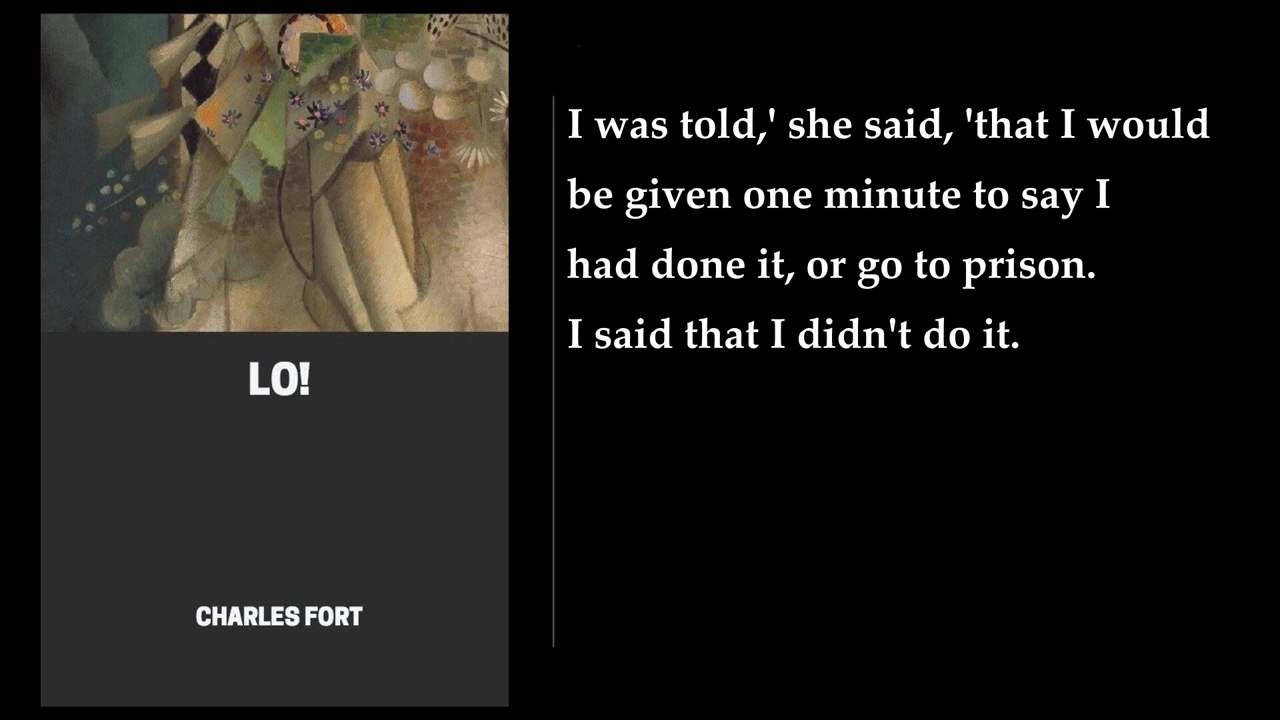 LO!
CHARLES FORT
I was told,' she said, 'that I would
be given one minute to say I
had done it, or go to prison.
I said that I didn't do it.